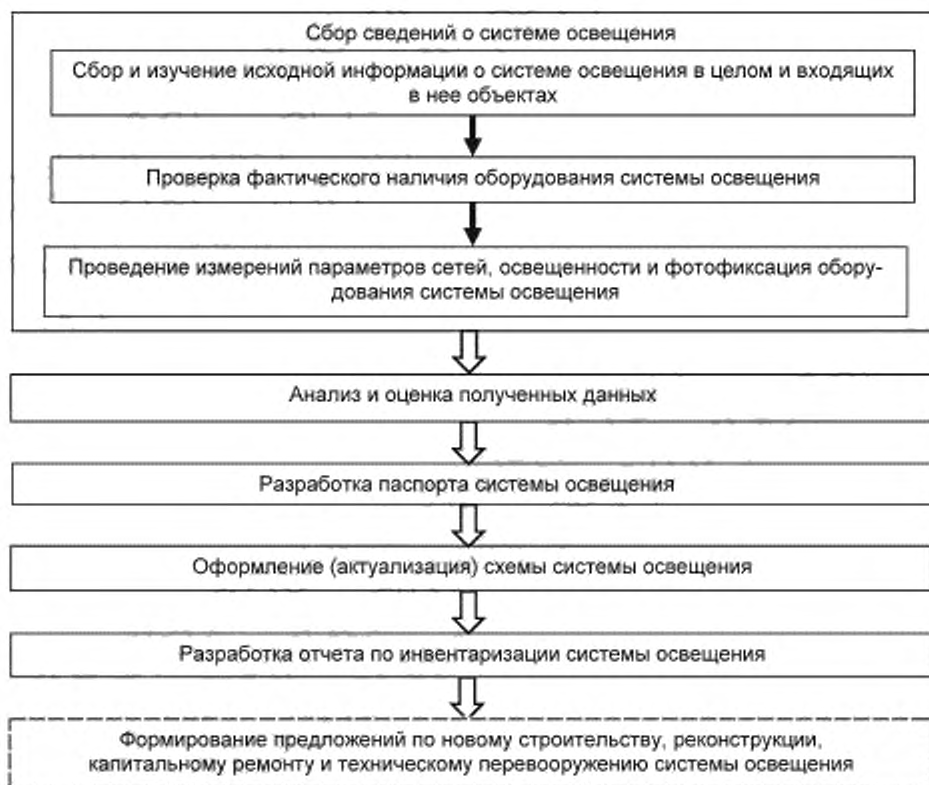 Сбор сведений о системе освещения
Сбор и изучение исходной информации о системе освещения в целом и входящих
в нее объектах
Проверка фактического наличия оборудования системы освещения
Проведение измерений параметров сетей, освещенности и фотофиксация обору-
дования системы освещения
Анализ и оценка полученных данных
Разработка паспорта системы освещения
Оформление (актуализация) схемы системы освещения
Разработка отчета по инвентаризации системы освещения
Формирование предложений по новому строительству, реконструкции,
капитальному ремонту и техническому перевооружению системы освещения